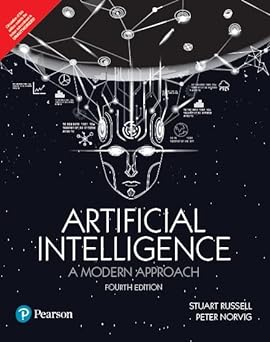 ARTIFICIAL
INTELLIGENCE
A MODERN APPROACH
FOURTH EDITION
STUART RUSSELL
PETER NORVIG
Pearson